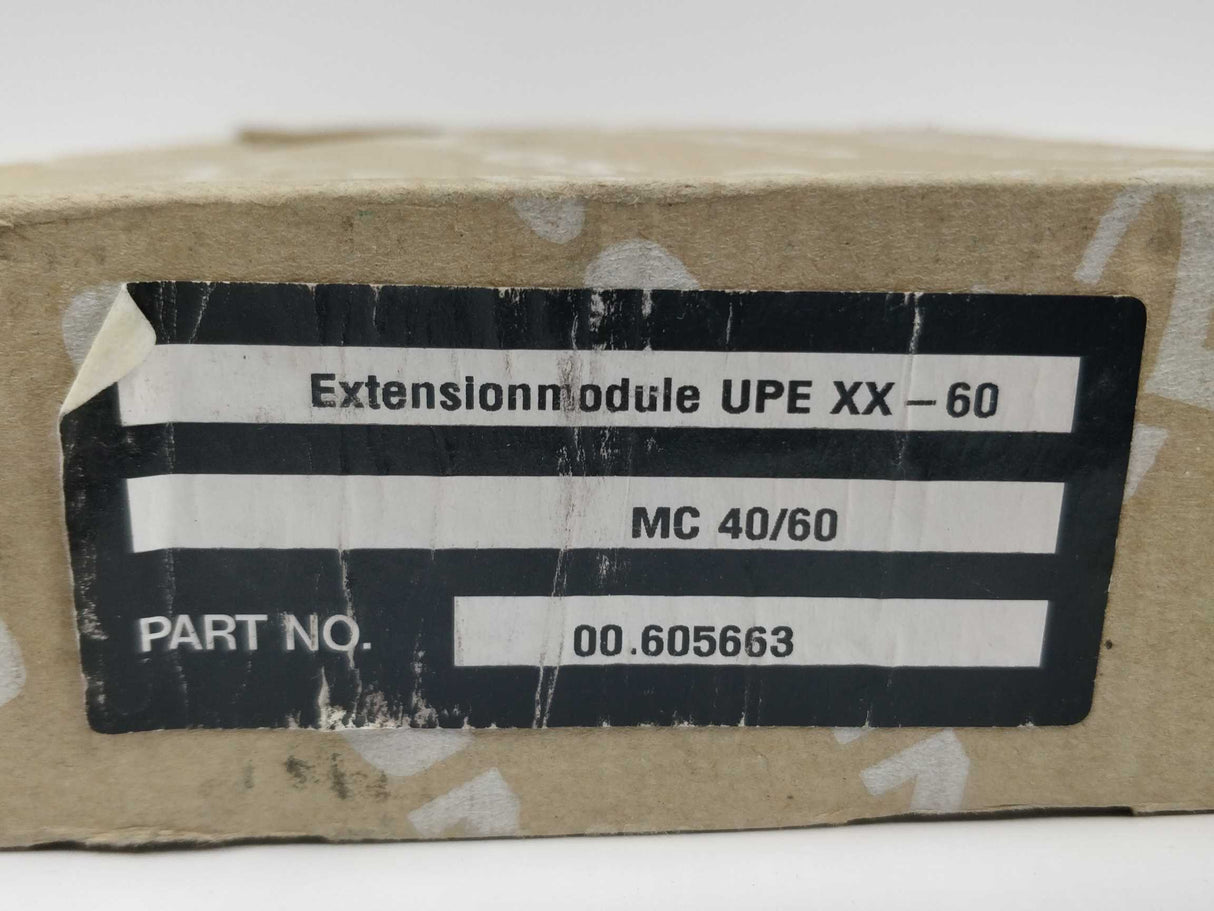 Extensionmodule UPE XX – 60
MC 40/60
PART NO. 00.605663